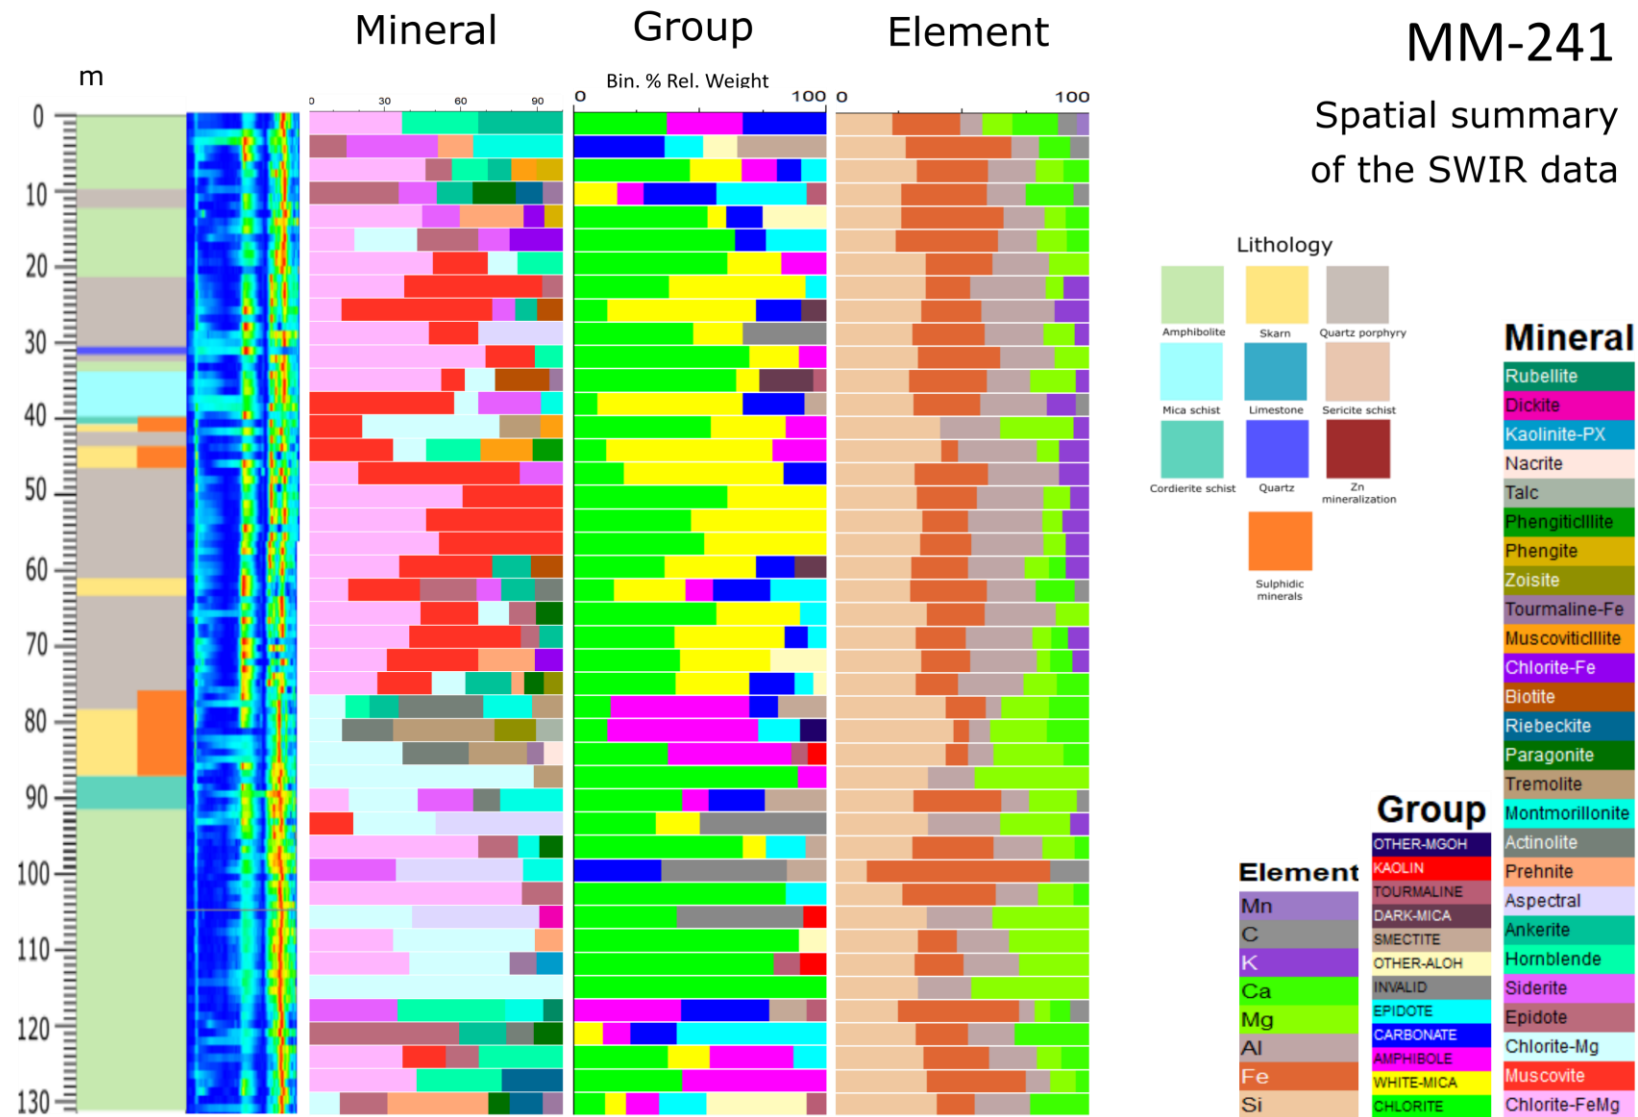 Mineral
Group
Element
MM-241
m
Bin. % Rel. Weight
Spatial summary
of the SWIR data
0 30 60 90
0 100
0 100
0
10
20
30
40
50
60
70
80
90
100
110
120
130
Lithology
Amphibolite
Skarn
Quartz porphyry
Mica schist
Limestone
Sericite schist
Cordierite schist
Quartz
Zn
mineralization
Sulphidic
minerals
Element
Mn
C
K
Ca
Mg
Al
Fe
Si
Group
OTHER-MGOH
KAOLIN
TOURMALINE
DARK-MICA
SMECTITE
OTHER-ALOH
INVALID
EPIDOTE
CARBONATE
AMPHIBOLE
WHITE-MICA
CHLORITE
Mineral
Rubellite
Dickite
Kaolinite-PX
Nacrite
Talc
PhengiticIllite
Phengite
Zoisite
Tourmaline-Fe
MuscoviticIllite
Chlorite-Fe
Biotite
Riebeckite
Paragonite
Tremolite
Montmorillonite
Actinolite
Prehnite
Aspectral
Ankerite
Hornblende
Siderite
Epidote
Chlorite-Mg
Muscovite
Chlorite-FeMg